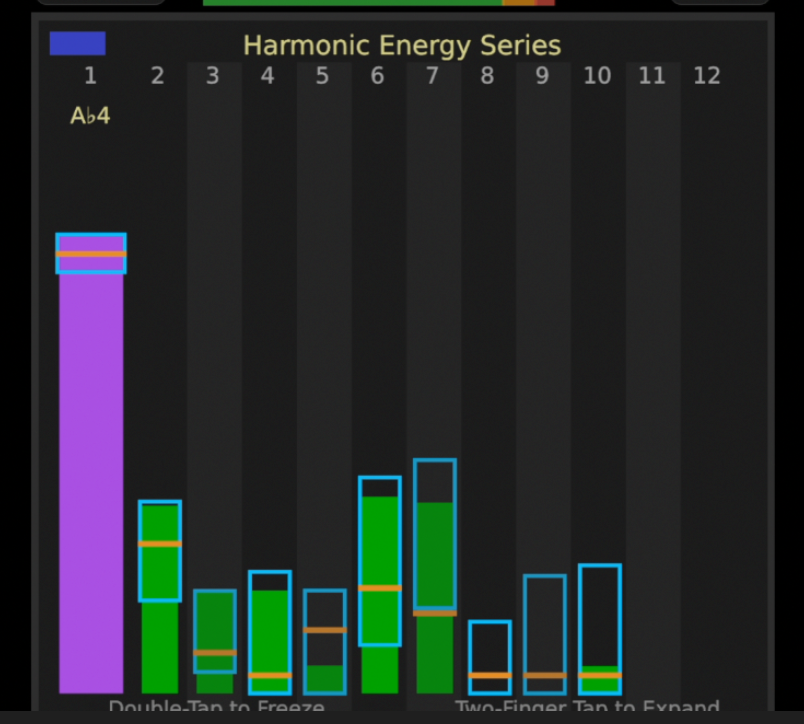 Harmonic Energy Series
1 2 3 4 5 6 7 8 9 10 11 12
A♭4
Double-Tap to Freeze Two-Finger Tap to Expand